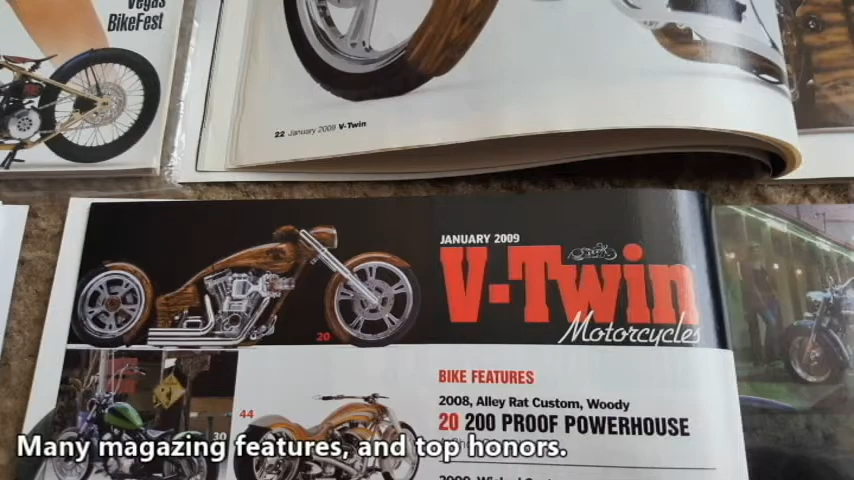 Vegas
BikeFest
22 January 2009 V-Twin
JANUARY 2009
V-Twin
Motorcycles
20
BIKE FEATURES
2008, Alley Rat Custom, Woody
20 200 PROOF POWERHOUSE
44
30
Many magazing features, and top honors.